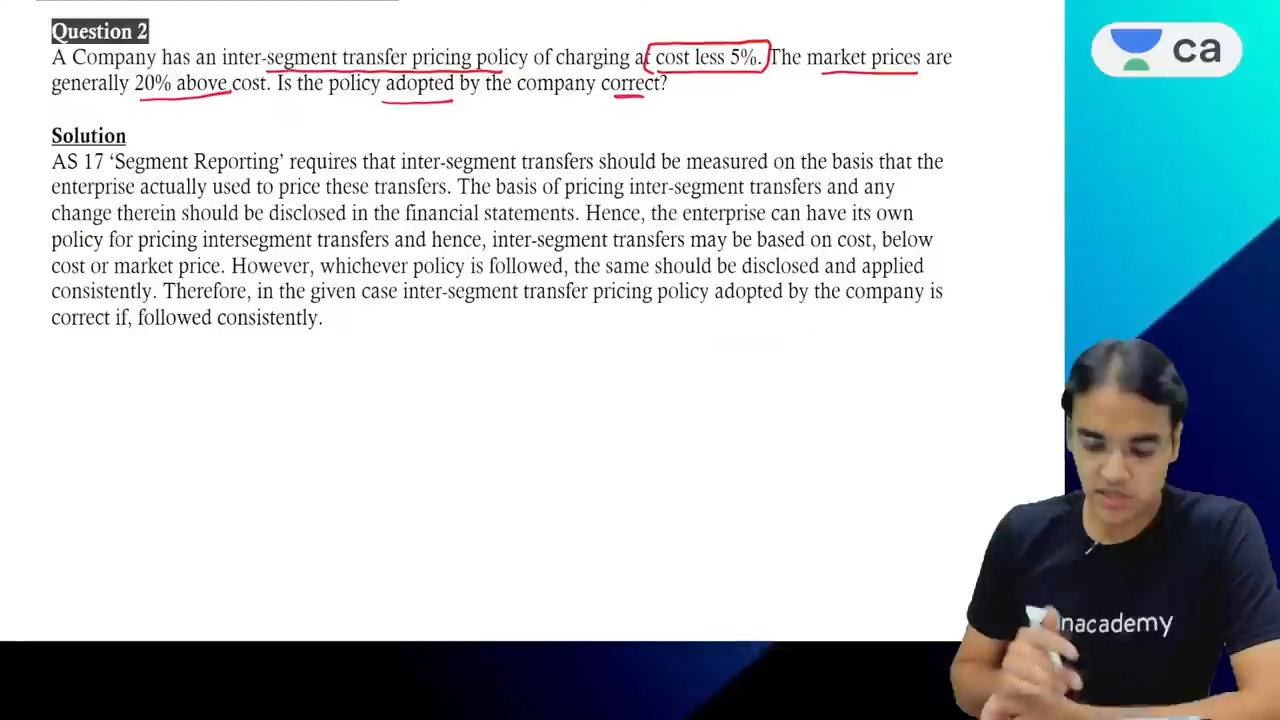 Question 2
A Company has an inter-segment transfer pricing policy of charging at cost less 5%. The market prices are
generally 20% above cost. Is the policy adopted by the company correct?
Solution
AS 17 ‘Segment Reporting’ requires that inter-segment transfers should be measured on the basis that the
enterprise actually used to price these transfers. The basis of pricing inter-segment transfers and any
change therein should be disclosed in the financial statements. Hence, the enterprise can have its own
policy for pricing intersegment transfers and hence, inter-segment transfers may be based on cost, below
cost or market price. However, whichever policy is followed, the same should be disclosed and applied
consistently. Therefore, in the given case inter-segment transfer pricing policy adopted by the company is
correct if, followed consistently.
ca
nacademy